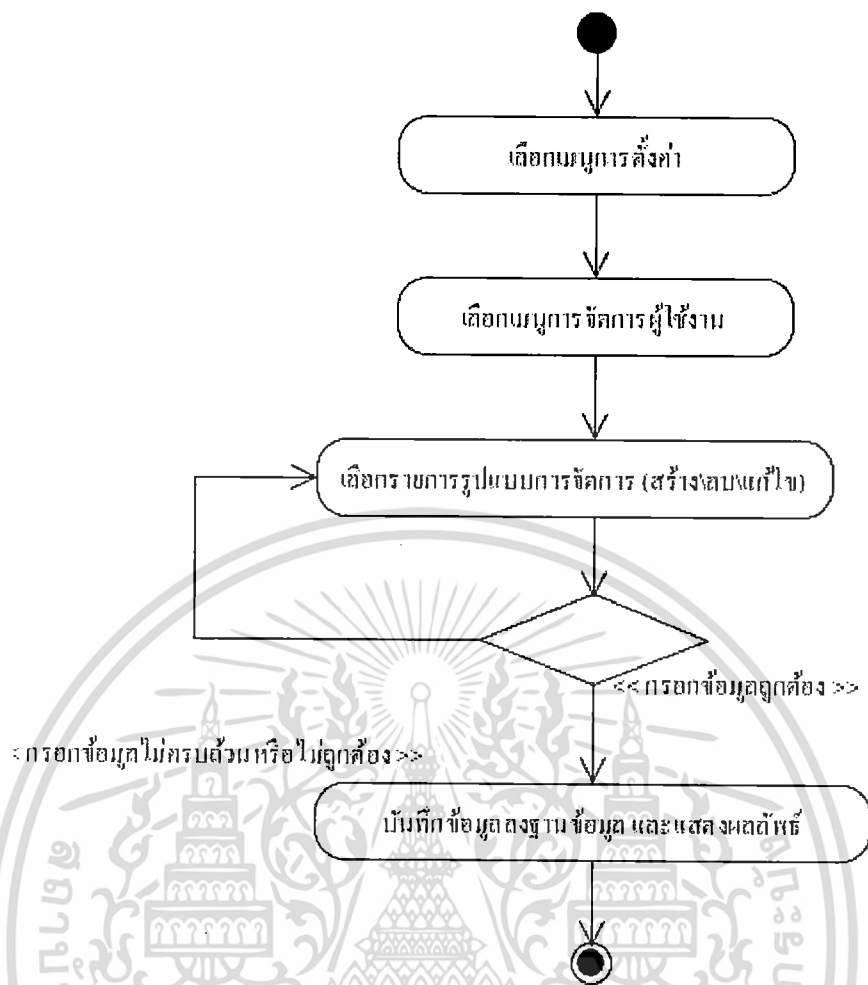 เลือกเมนูการตั้งค่า
เลือกเมนูการจัดการผู้ใช้งาน
เลือกรายการรูปแบบการจัดการ (สร้าง\ลบ\แก้ไข)
<< กรอกข้อมูลถูกต้อง >>
< กรอกข้อมูลไม่ครบถ้วนหรือไม่ถูกต้อง >>
บันทึกข้อมูลลงฐานข้อมูล และแสดงผลลัพธ์